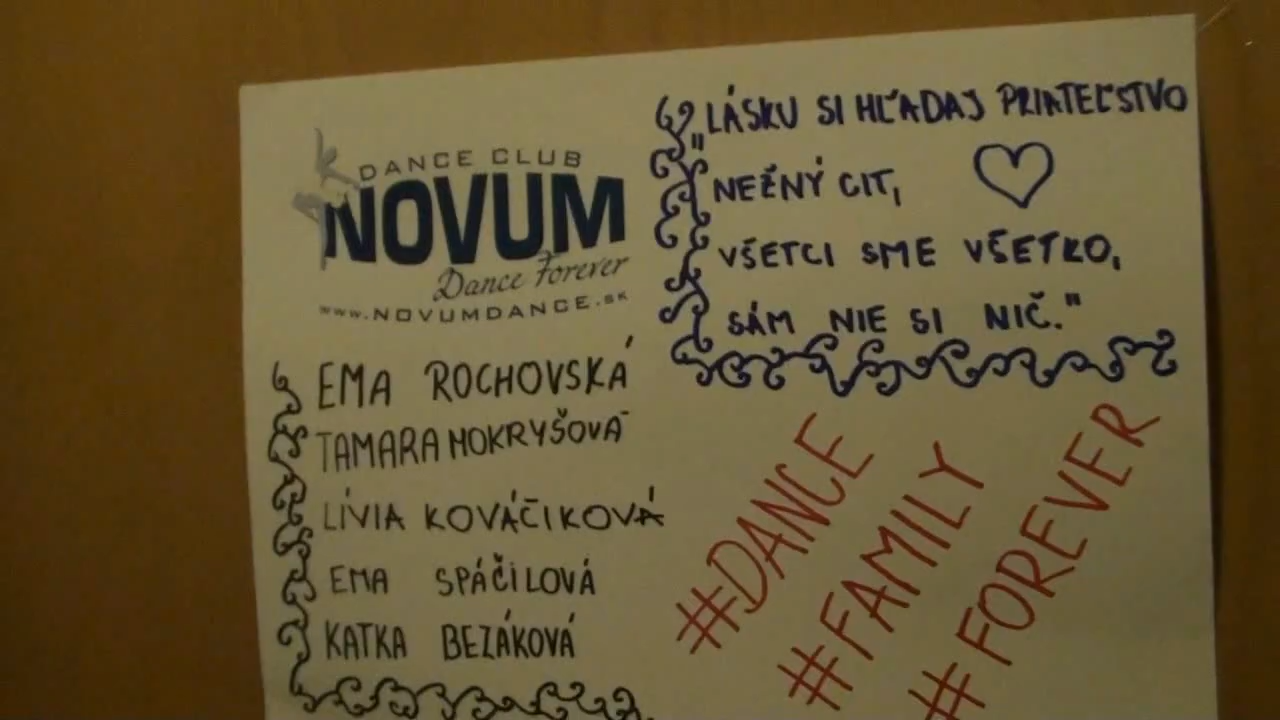 DANCE CLUB
NOVUM
Dance Forever
www.NOVUMDANCE.sk
"LÁSKU SI HĽADAJ PRIATEĽSTVO
NEŽNÝ CIT,
VŠETCI SME VŠETKO,
SÁM NIE SI NIČ."
EMA ROCHOVSKÁ
TAMARA MOKRYŠOVÁ
LÍVIA KOVÁČIKOVÁ
EMA SPÁČILOVÁ
KATKA BEZÁKOVÁ
#DANCE
#FAMILY
#FOREVER